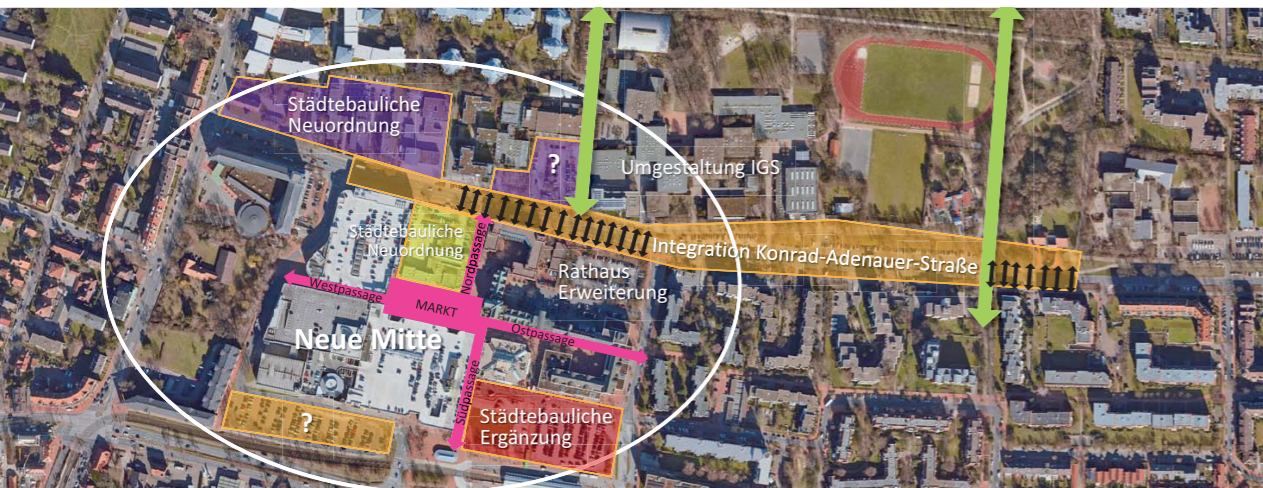 Städtebauliche
Neuordnung
?
Umgestaltung IGS
Städtebauliche
Neuordnung
Nordpassage
Integration Konrad-Adenauer-Straße
Rathaus
Erweiterung
Westpassage
MARKT
Ostpassage
Neue Mitte
Südpassage
?
Städtebauliche
Ergänzung